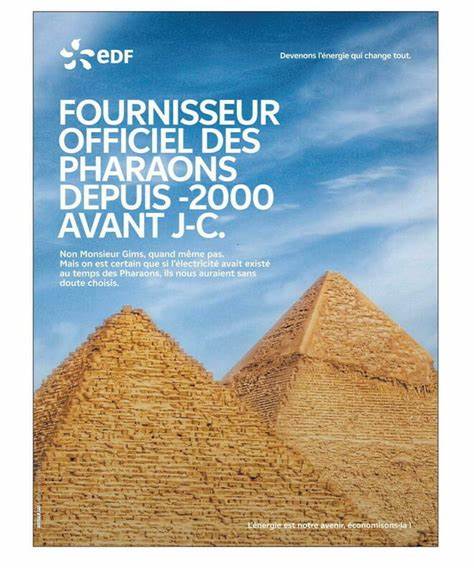 edf
Devenons l'énergie qui change tout.
FOURNISSEUR
OFFICIEL DES
PHARAONS
DEPUIS -2000
AVANT J-C.
Non Monsieur Gims, quand même pas.
Mais on est certain que si l'électricité avait existé
au temps des Pharaons, ils nous auraient sans
doute choisis.
L'énergie est notre avenir, économisons-la !